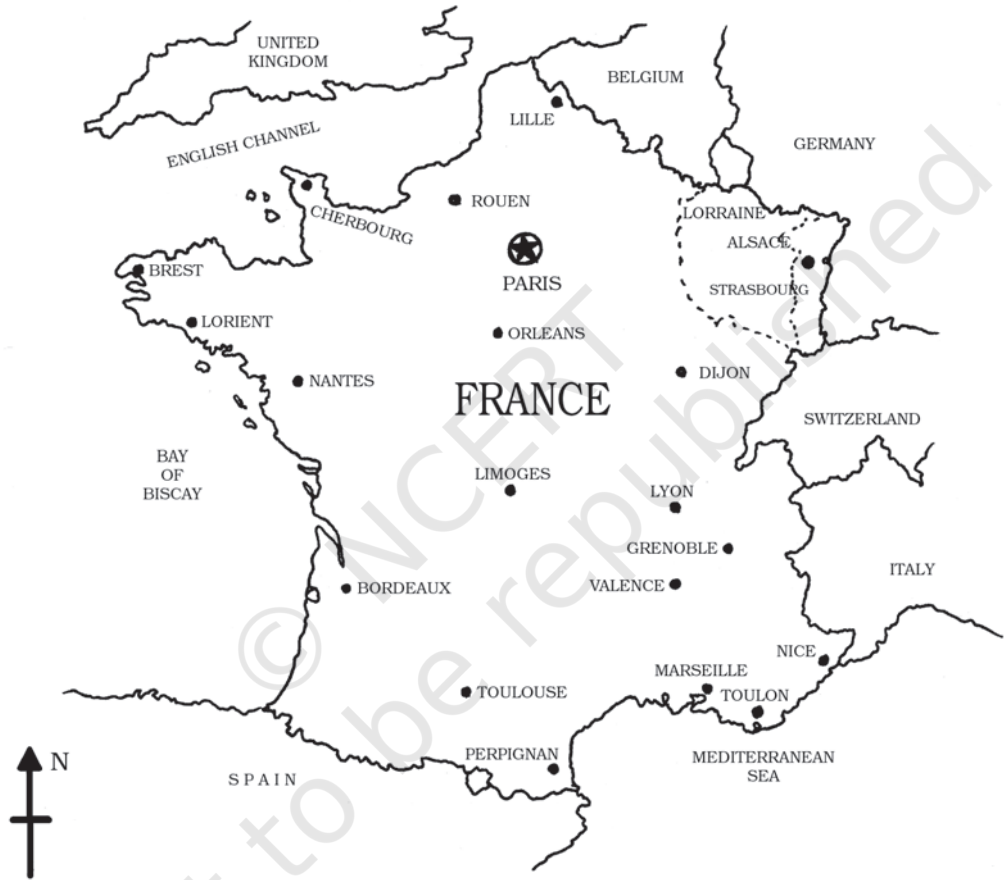 UNITED
KINGDOM
BELGIUM
LILLE
GERMANY
ENGLISH CHANNEL
ROUEN
CHERBOURG
LORRAINE
ALSACE
PARIS
BREST
STRASBOURG
LORIENT
ORLEANS
NANTES
DIJON
FRANCE
SWITZERLAND
BAY
OF
BISCAY
LIMOGES
LYON
GRENOBLE
VALENCE
ITALY
BORDEAUX
NICE
MARSEILLE
TOULOUSE
TOULON
PERPIGNAN
MEDITERRANEAN
SEA
N
SPAIN
© NCERT
not to be republished